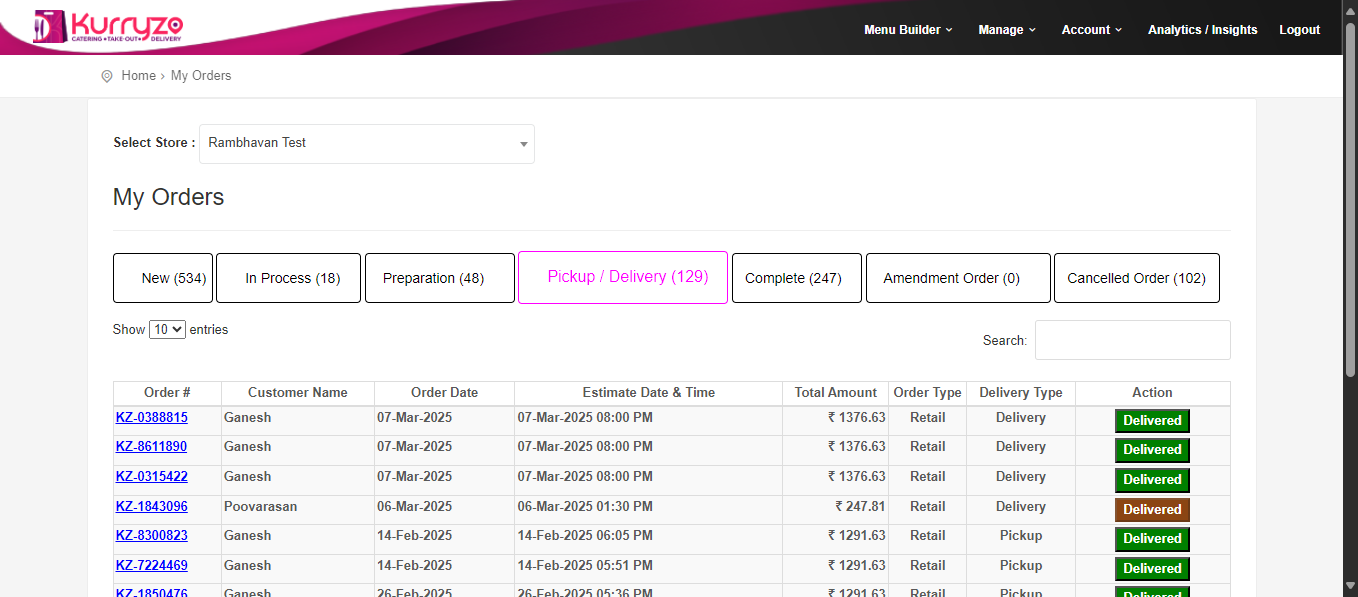 Kurryzo
CATERING • TAKE-OUT • DELIVERY
Menu Builder Manage Account Analytics / Insights Logout
Home › My Orders
Select Store : Rambhavan Test
My Orders
New (534) In Process (18) Preparation (48) Pickup / Delivery (129) Complete (247) Amendment Order (0) Cancelled Order (102)
Show 10 entries
Search:
Order # Customer Name Order Date Estimate Date & Time Total Amount Order Type Delivery Type Action
KZ-0388815 Ganesh 07-Mar-2025 07-Mar-2025 08:00 PM ₹ 1376.63 Retail Delivery Delivered
KZ-8611890 Ganesh 07-Mar-2025 07-Mar-2025 08:00 PM ₹ 1376.63 Retail Delivery Delivered
KZ-0315422 Ganesh 07-Mar-2025 07-Mar-2025 08:00 PM ₹ 1376.63 Retail Delivery Delivered
KZ-1843096 Poovarasan 06-Mar-2025 06-Mar-2025 01:30 PM ₹ 247.81 Retail Delivery Delivered
KZ-8300823 Ganesh 14-Feb-2025 14-Feb-2025 06:05 PM ₹ 1291.63 Retail Pickup Delivered
KZ-7224469 Ganesh 14-Feb-2025 14-Feb-2025 05:51 PM ₹ 1291.63 Retail Pickup Delivered
KZ-1850476 Ganesh 26-Feb-2025 26-Feb-2025 05:36 PM ₹ 1291.63 Retail Pickup Delivered